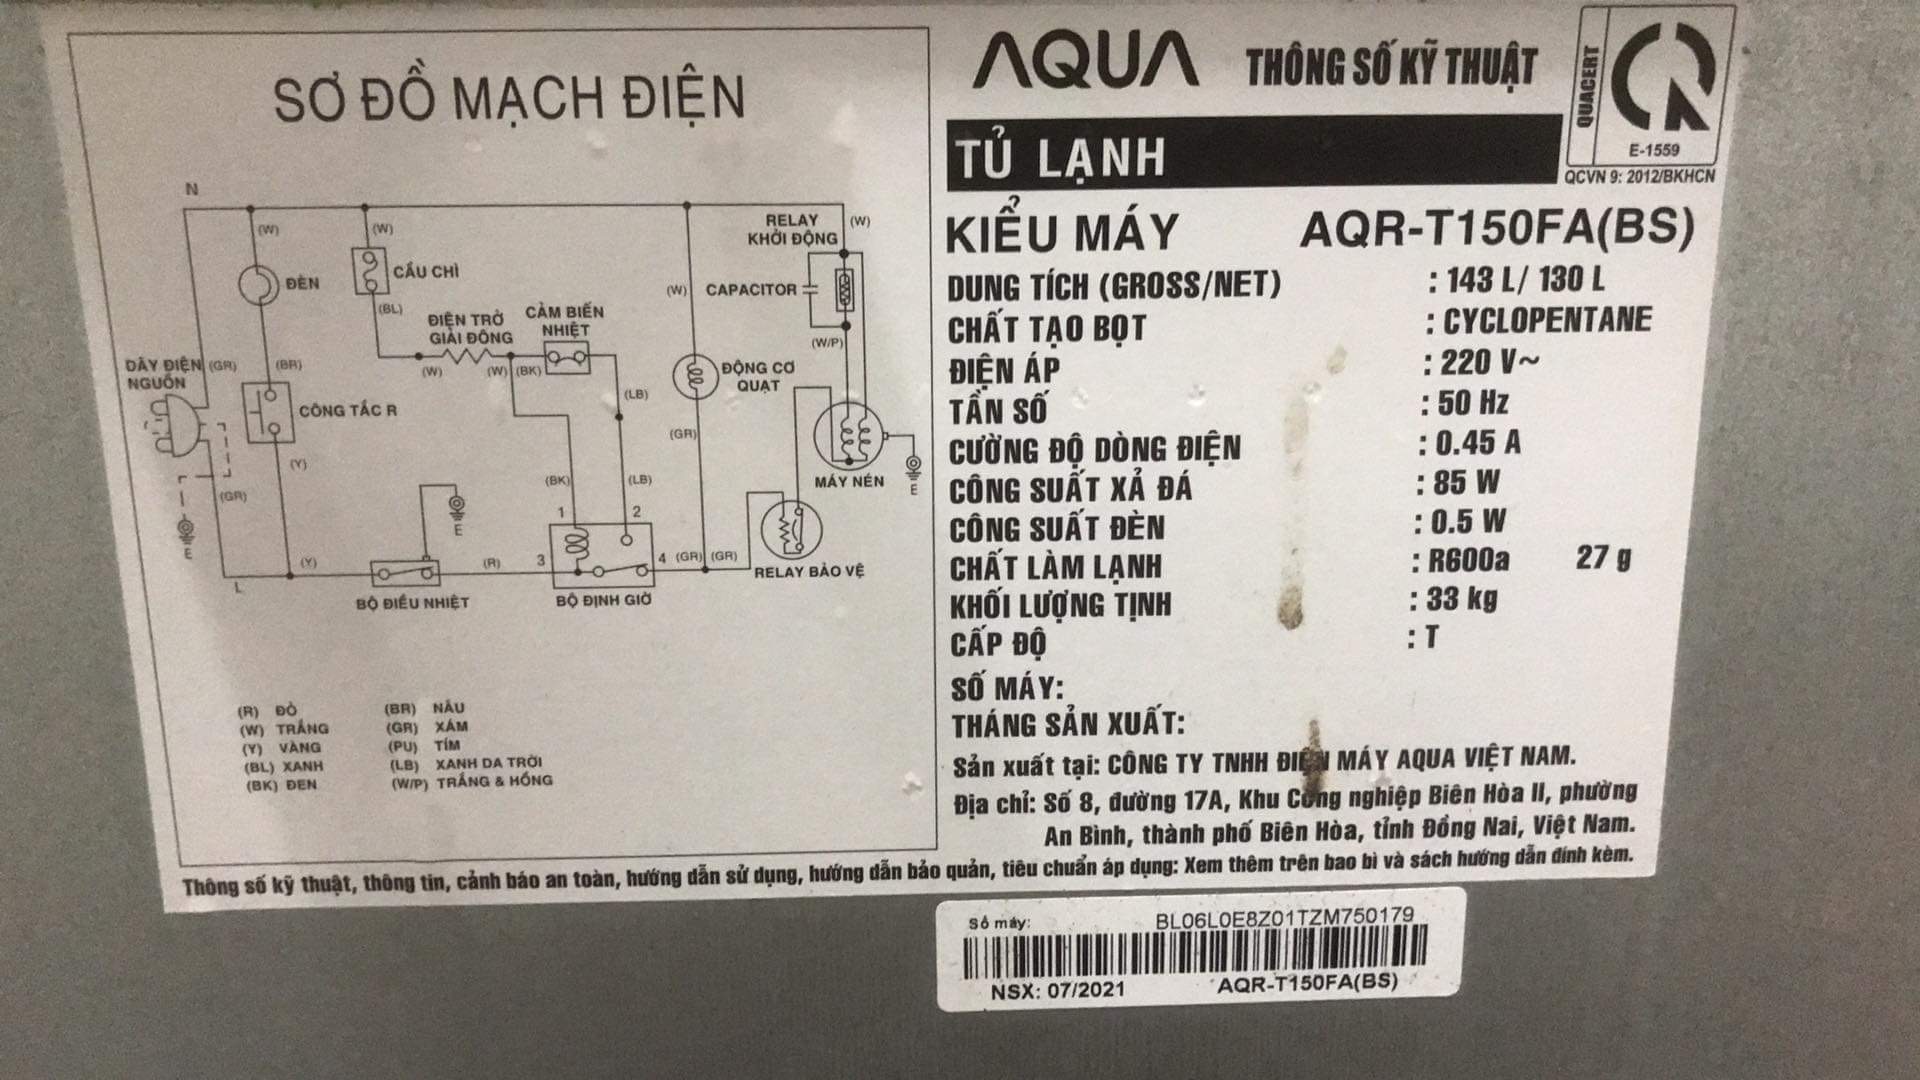 SƠ ĐỒ MẠCH ĐIỆN
N
(W)
(W)
ĐÈN
CẦU CHÌ
(BL)
ĐIỆN TRỞ
GIẢI ĐÔNG
CẢM BIẾN
NHIỆT
RELAY
KHỞI ĐỘNG
(W)
(W)
CAPACITOR
(W/P)
DÂY ĐIỆN
NGUỒN
(GR)
(BR)
(W)
(W)
(BK)
(LB)
ĐỘNG CƠ
QUẠT
CÔNG TẮC R
(GR)
(Y)
(GR)
(BK)
(LB)
MÁY NÉN
E
1
2
E
E
(Y)
(R)
3
4
(GR)
(GR)
L
BỘ ĐIỀU NHIỆT
BỘ ĐỊNH GIỜ
RELAY BẢO VỆ
(R) ĐỎ
(W) TRẮNG
(Y) VÀNG
(BL) XANH
(BK) ĐEN
(BR) NÂU
(GR) XÁM
(PU) TÍM
(LB) XANH DA TRỜI
(W/P) TRẮNG & HỒNG
AQUA THÔNG SỐ KỸ THUẬT
QUACERT
E-1559
QCVN 9: 2012/BKHCN
TỦ LẠNH
KIỂU MÁY AQR-T150FA(BS)
DUNG TÍCH (GROSS/NET) : 143 L/ 130 L
CHẤT TẠO BỌT : CYCLOPENTANE
ĐIỆN ÁP : 220 V~
TẦN SỐ : 50 Hz
CƯỜNG ĐỘ DÒNG ĐIỆN : 0.45 A
CÔNG SUẤT XẢ ĐÁ : 85 W
CÔNG SUẤT ĐÈN : 0.5 W
CHẤT LÀM LẠNH : R600a 27 g
KHỐI LƯỢNG TỊNH : 33 kg
CẤP ĐỘ : T
SỐ MÁY:
THÁNG SẢN XUẤT:
Sản xuất tại: CÔNG TY TNHH ĐIỆN MÁY AQUA VIỆT NAM.
Địa chỉ: Số 8, đường 17A, Khu Công nghiệp Biên Hòa II, phường
An Bình, thành phố Biên Hòa, tỉnh Đồng Nai, Việt Nam.
Thông số kỹ thuật, thông tin, cảnh báo an toàn, hướng dẫn sử dụng, hướng dẫn bảo quản, tiêu chuẩn áp dụng: Xem thêm trên bao bì và sách hướng dẫn đính kèm.
Số máy: BL06L0E8Z01TZM750179
NSX: 07/2021 AQR-T150FA(BS)